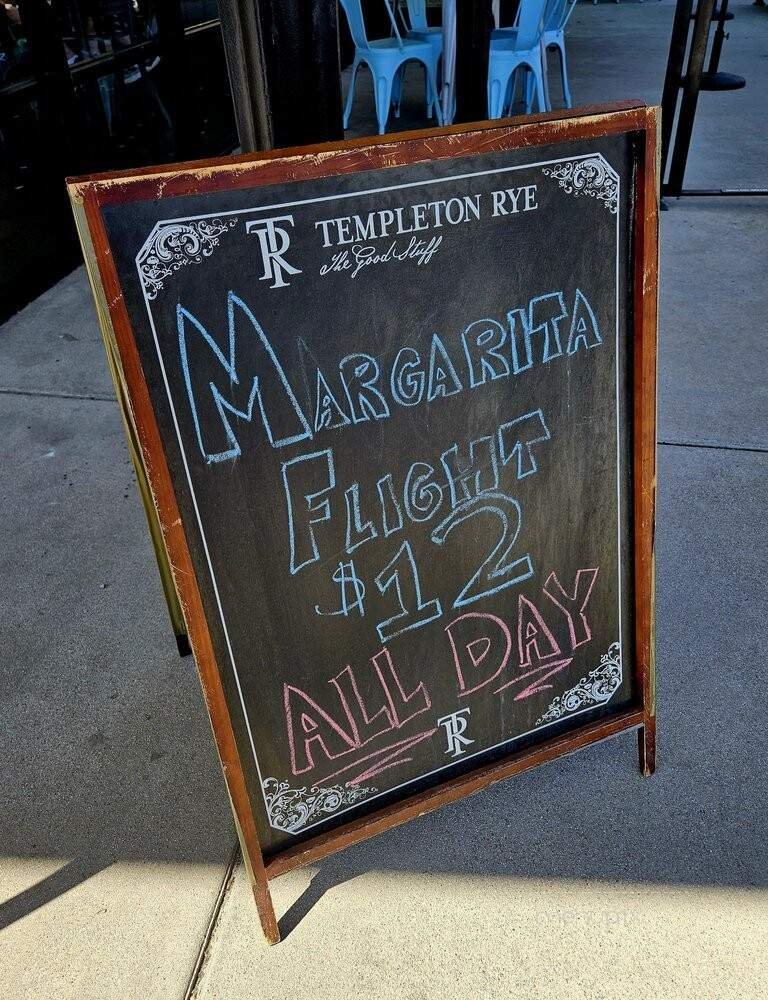 TR TEMPLETON RYE
The Good Stuff
MARGARITA
FLIGHT
$12
ALL DAY
TR